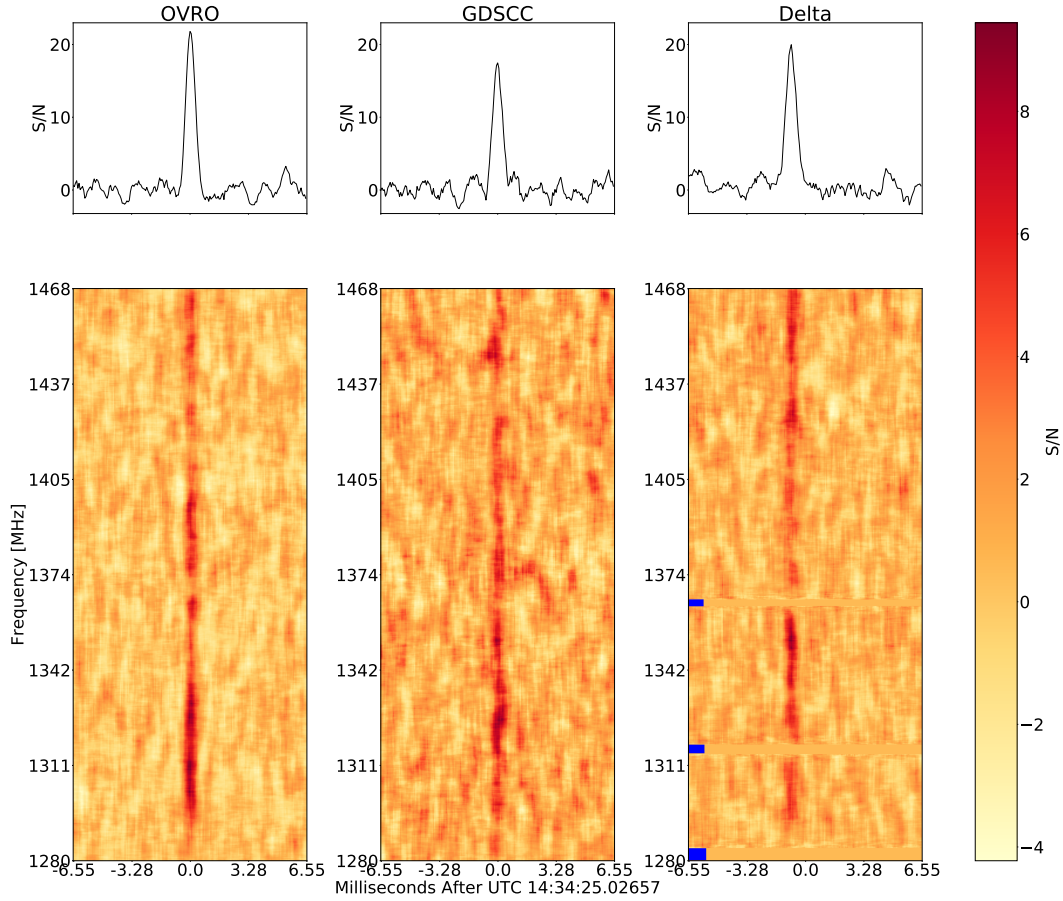 OVRO GDSCC Delta
S/N S/N S/N
20 20 20
10 10 10
0 0 0
8
6
4
2
0
−2
−4
S/N
Frequency [MHz]
1468 1468 1468
1437 1437 1437
1405 1405 1405
1374 1374 1374
1342 1342 1342
1311 1311 1311
1280 1280 1280
-6.55 -3.28 0.0 3.28 6.55 -6.55 -3.28 0.0 3.28 6.55 -6.55 -3.28 0.0 3.28 6.55
Milliseconds After UTC 14:34:25.02657